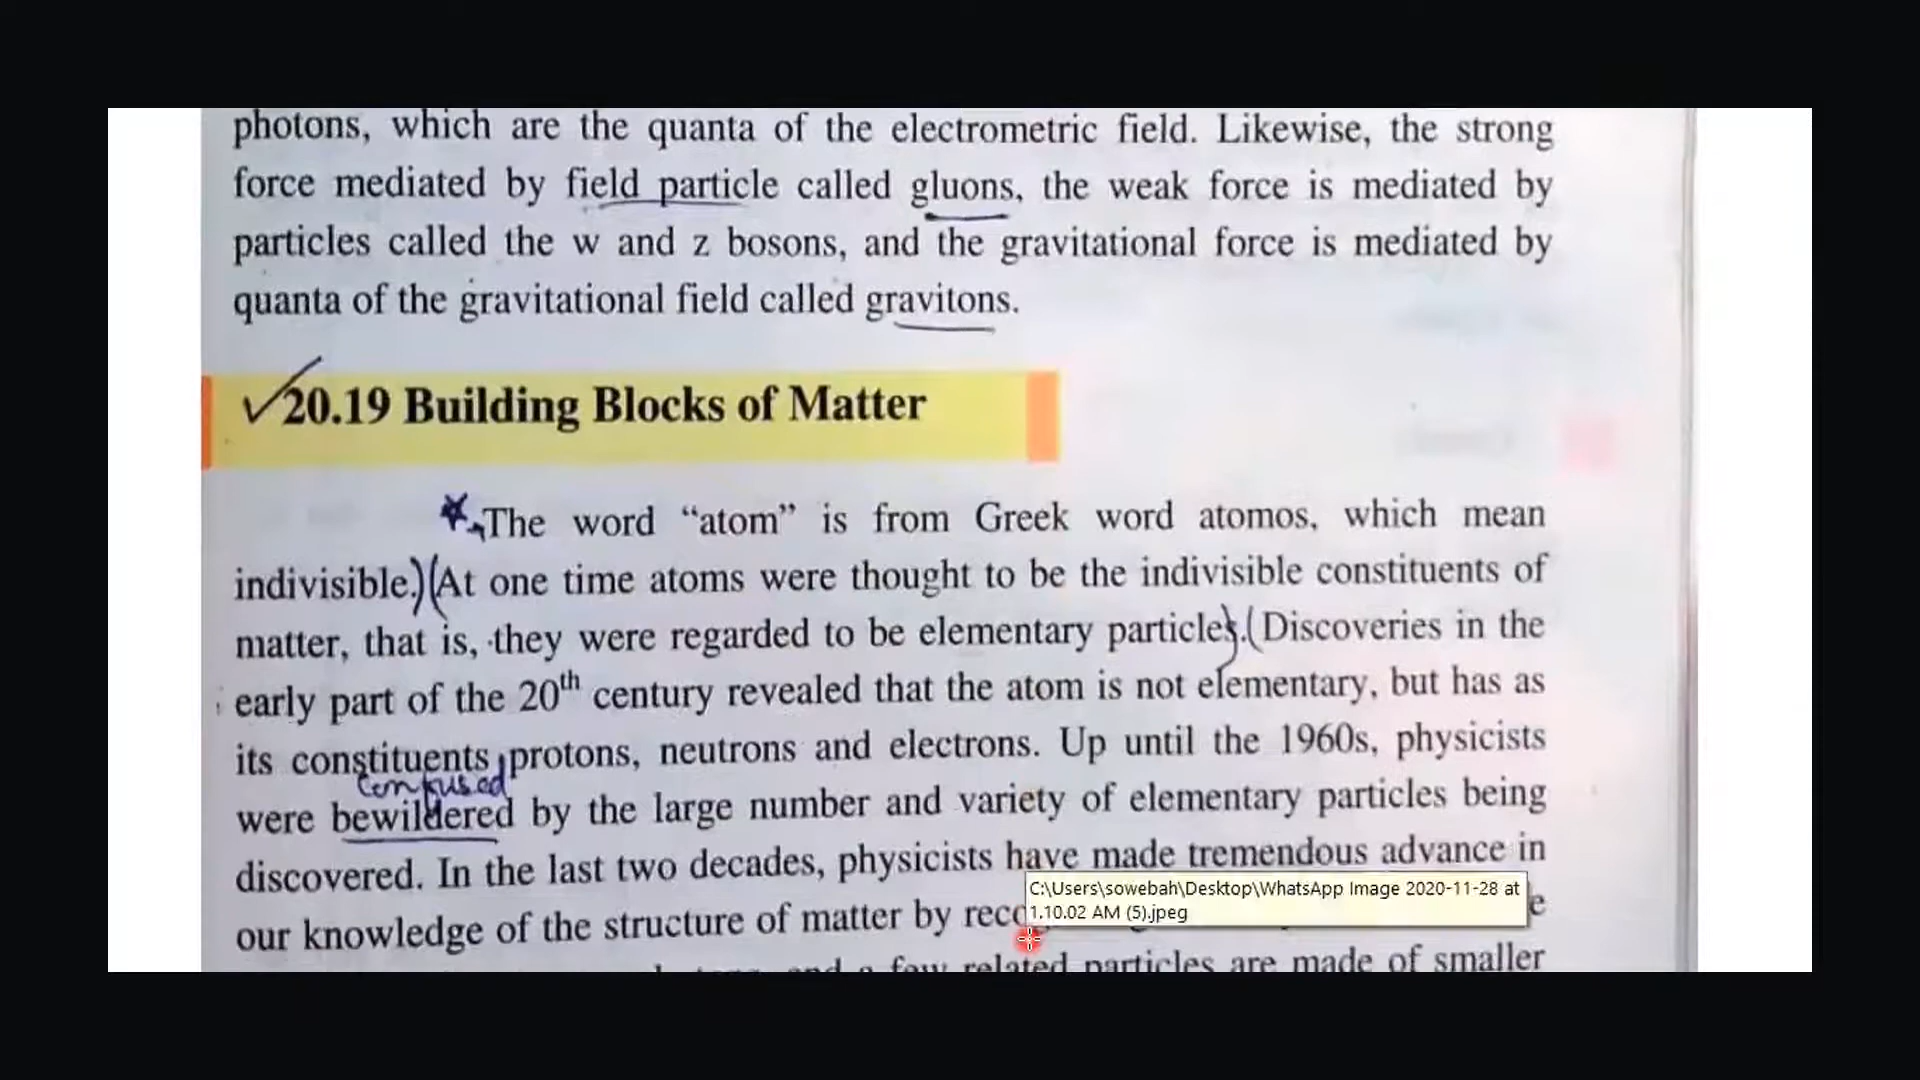 photons, which are the quanta of the electrometric field. Likewise, the strong
force mediated by field particle called gluons, the weak force is mediated by
particles called the w and z bosons, and the gravitational force is mediated by
quanta of the gravitational field called gravitons.
20.19 Building Blocks of Matter
The word “atom” is from Greek word atomos, which mean
indivisible.) (At one time atoms were thought to be the indivisible constituents of
matter, that is, they were regarded to be elementary particles). (Discoveries in the
early part of the 20th century revealed that the atom is not elementary, but has as
its constituents protons, neutrons and electrons. Up until the 1960s, physicists
Confused
were bewildered by the large number and variety of elementary particles being
discovered. In the last two decades, physicists have made tremendous advance in
C:\Users\sowebah\Desktop\WhatsApp Image 2020-11-28 at
1.10.02 AM (5).jpeg
our knowledge of the structure of matter by
and a few related particles are made of smaller